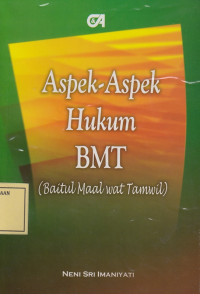 Aspek-Aspek
Hukum
BMT
(Baitul Maal wat Tamwil)
NENI SRI IMANIYATI